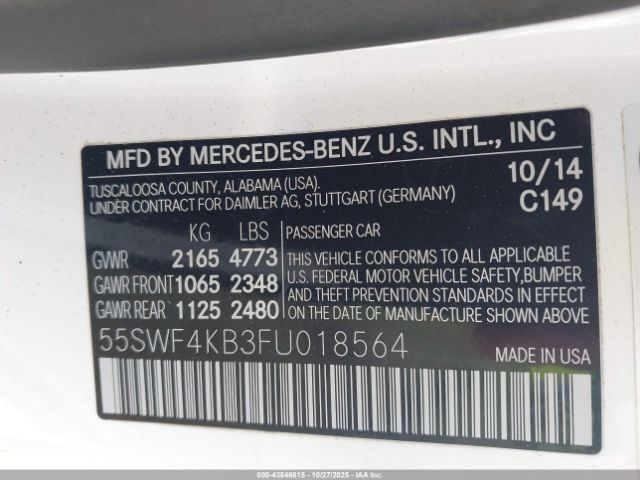 MFD BY MERCEDES-BENZ U.S. INTL., INC
TUSCALOOSA COUNTY, ALABAMA (USA). 10/14
UNDER CONTRACT FOR DAIMLER AG, STUTTGART (GERMANY) C149
KG LBS PASSENGER CAR
GVWR 2165 4773 THIS VEHICLE CONFORMS TO ALL APPLICABLE
GAWR FRONT 1065 2348 U.S. FEDERAL MOTOR VEHICLE SAFETY, BUMPER
GAWR REAR 1125 2480 AND THEFT PREVENTION STANDARDS IN EFFECT
ON THE DATE OF MANUFACTURE SHOWN ABOVE.
55SWF4KB3FU018564 MADE IN USA
000-43546815 | 10/27/2025 | Copyright © IAA, LLC.